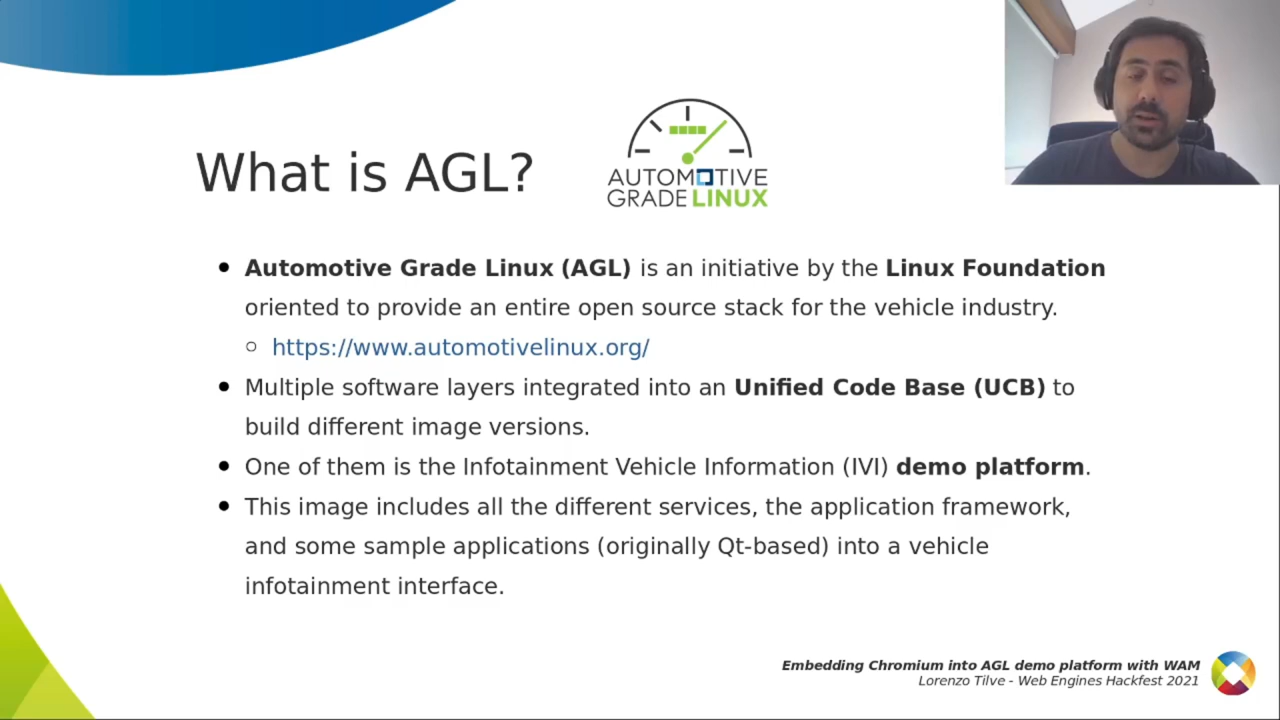 What is AGL?
AUTOMOTIVE
GRADE LINUX
Automotive Grade Linux (AGL) is an initiative by the Linux Foundation
oriented to provide an entire open source stack for the vehicle industry.
https://www.automotivelinux.org/
Multiple software layers integrated into an Unified Code Base (UCB) to
build different image versions.
One of them is the Infotainment Vehicle Information (IVI) demo platform.
This image includes all the different services, the application framework,
and some sample applications (originally Qt-based) into a vehicle
infotainment interface.
Embedding Chromium into AGL demo platform with WAM
Lorenzo Tilve - Web Engines Hackfest 2021